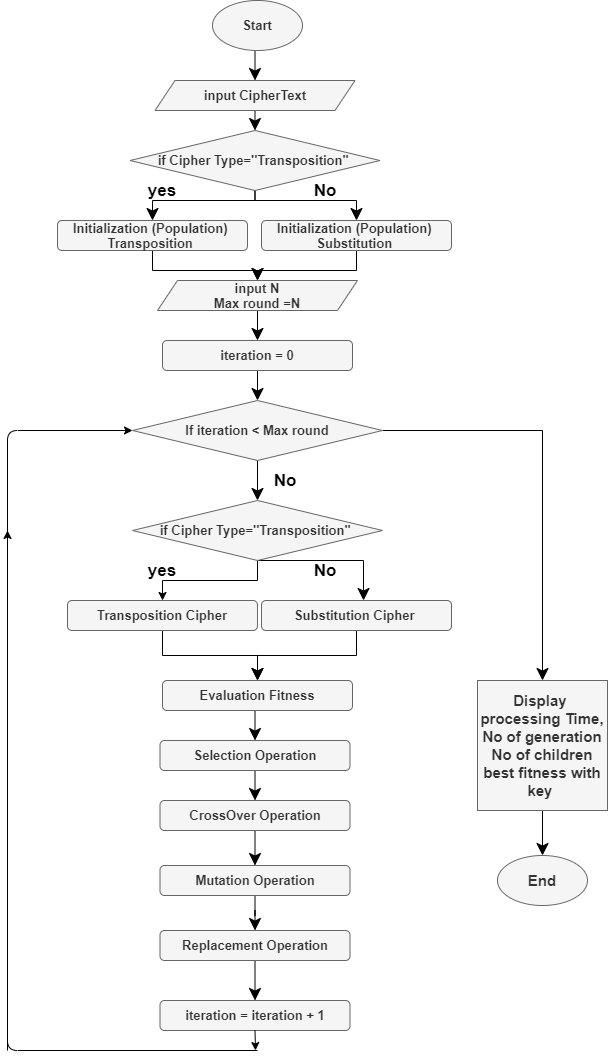 Start
input CipherText
if Cipher Type="Transposition"
yes
No
Initialization (Population)
Transposition
Initialization (Population)
Substitution
input N
Max round =N
iteration = 0
If iteration < Max round
No
if Cipher Type="Transposition"
yes
No
Transposition Cipher
Substitution Cipher
Evaluation Fitness
Selection Operation
CrossOver Operation
Mutation Operation
Replacement Operation
iteration = iteration + 1
Display
processing Time,
No of generation
No of children
best fitness with
key
End